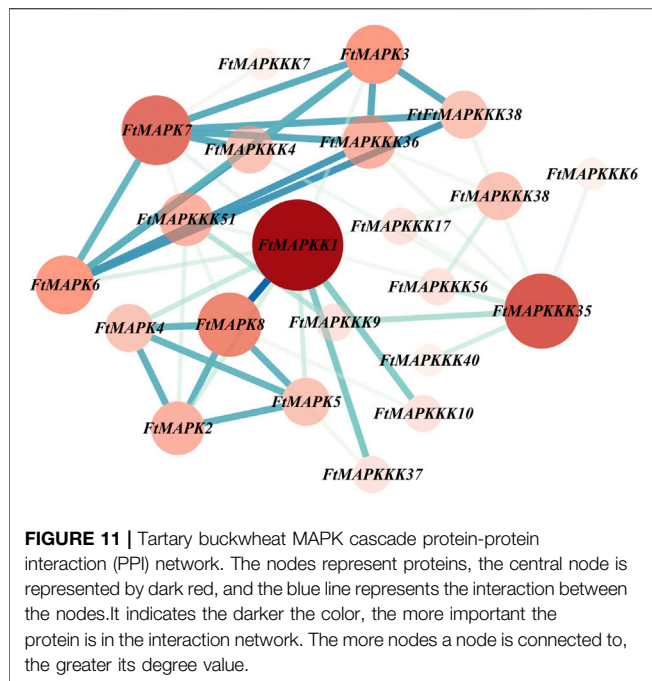 FtMAPKKK7
FtMAPK3
FtMAPK7
FtFtMAPKKK38
FtMAPKKK4
FtMAPKKK36
FtMAPKKK6
FtMAPKKK38
FtMAPKKK51
FtMAPKKK17
FtMAPKK1
FtMAPK6
FtMAPKKK56
FtMAPKKK35
FtMAPK4
FtMAPK8
FtMAPKKK9
FtMAPKKK40
FtMAPK5
FtMAPKKK10
FtMAPK2
FtMAPKKK37
FIGURE 11 | Tartary buckwheat MAPK cascade protein-protein
interaction (PPI) network. The nodes represent proteins, the central node is
represented by dark red, and the blue line represents the interaction between
the nodes.It indicates the darker the color, the more important the
protein is in the interaction network. The more nodes a node is connected to,
the greater its degree value.